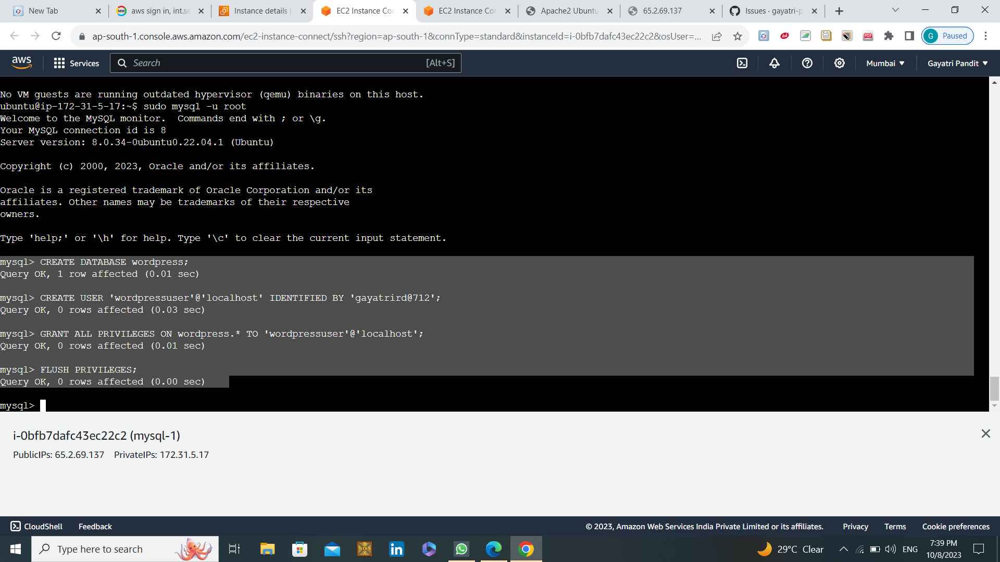 New Tab
aws sign in, int.se
Instance details |
EC2 Instance Con
EC2 Instance Con
Apache2 Ubuntu
65.2.69.137
Issues · gayatri-p
ap-south-1.console.aws.amazon.com/ec2-instance-connect/ssh?region=ap-south-1&connType=standard&instanceId=i-0bfb7dafc43ec22c2&osUser=...
Ask
PDF
G Paused
aws
Services
Search
[Alt+S]
Mumbai
Gayatri Pandit
No VM guests are running outdated hypervisor (qemu) binaries on this host.
ubuntu@ip-172-31-5-17:~$ sudo mysql -u root
Welcome to the MySQL monitor.  Commands end with ; or \g.
Your MySQL connection id is 8
Server version: 8.0.34-0ubuntu0.22.04.1 (Ubuntu)
Copyright (c) 2000, 2023, Oracle and/or its affiliates.
Oracle is a registered trademark of Oracle Corporation and/or its
affiliates. Other names may be trademarks of their respective
owners.
Type 'help;' or '\h' for help. Type '\c' to clear the current input statement.
mysql> CREATE DATABASE wordpress;
Query OK, 1 row affected (0.01 sec)
mysql> CREATE USER 'wordpressuser'@'localhost' IDENTIFIED BY 'gayatrird@712';
Query OK, 0 rows affected (0.03 sec)
mysql> GRANT ALL PRIVILEGES ON wordpress.* TO 'wordpressuser'@'localhost';
Query OK, 0 rows affected (0.01 sec)
mysql> FLUSH PRIVILEGES;
Query OK, 0 rows affected (0.00 sec)
mysql>
i-0bfb7dafc43ec22c2 (mysql-1)
PublicIPs: 65.2.69.137 PrivateIPs: 172.31.5.17
CloudShell
Feedback
© 2023, Amazon Web Services India Private Limited or its affiliates.
Privacy
Terms
Cookie preferences
Type here to search
29°C Clear
ENG
7:39 PM
10/8/2023